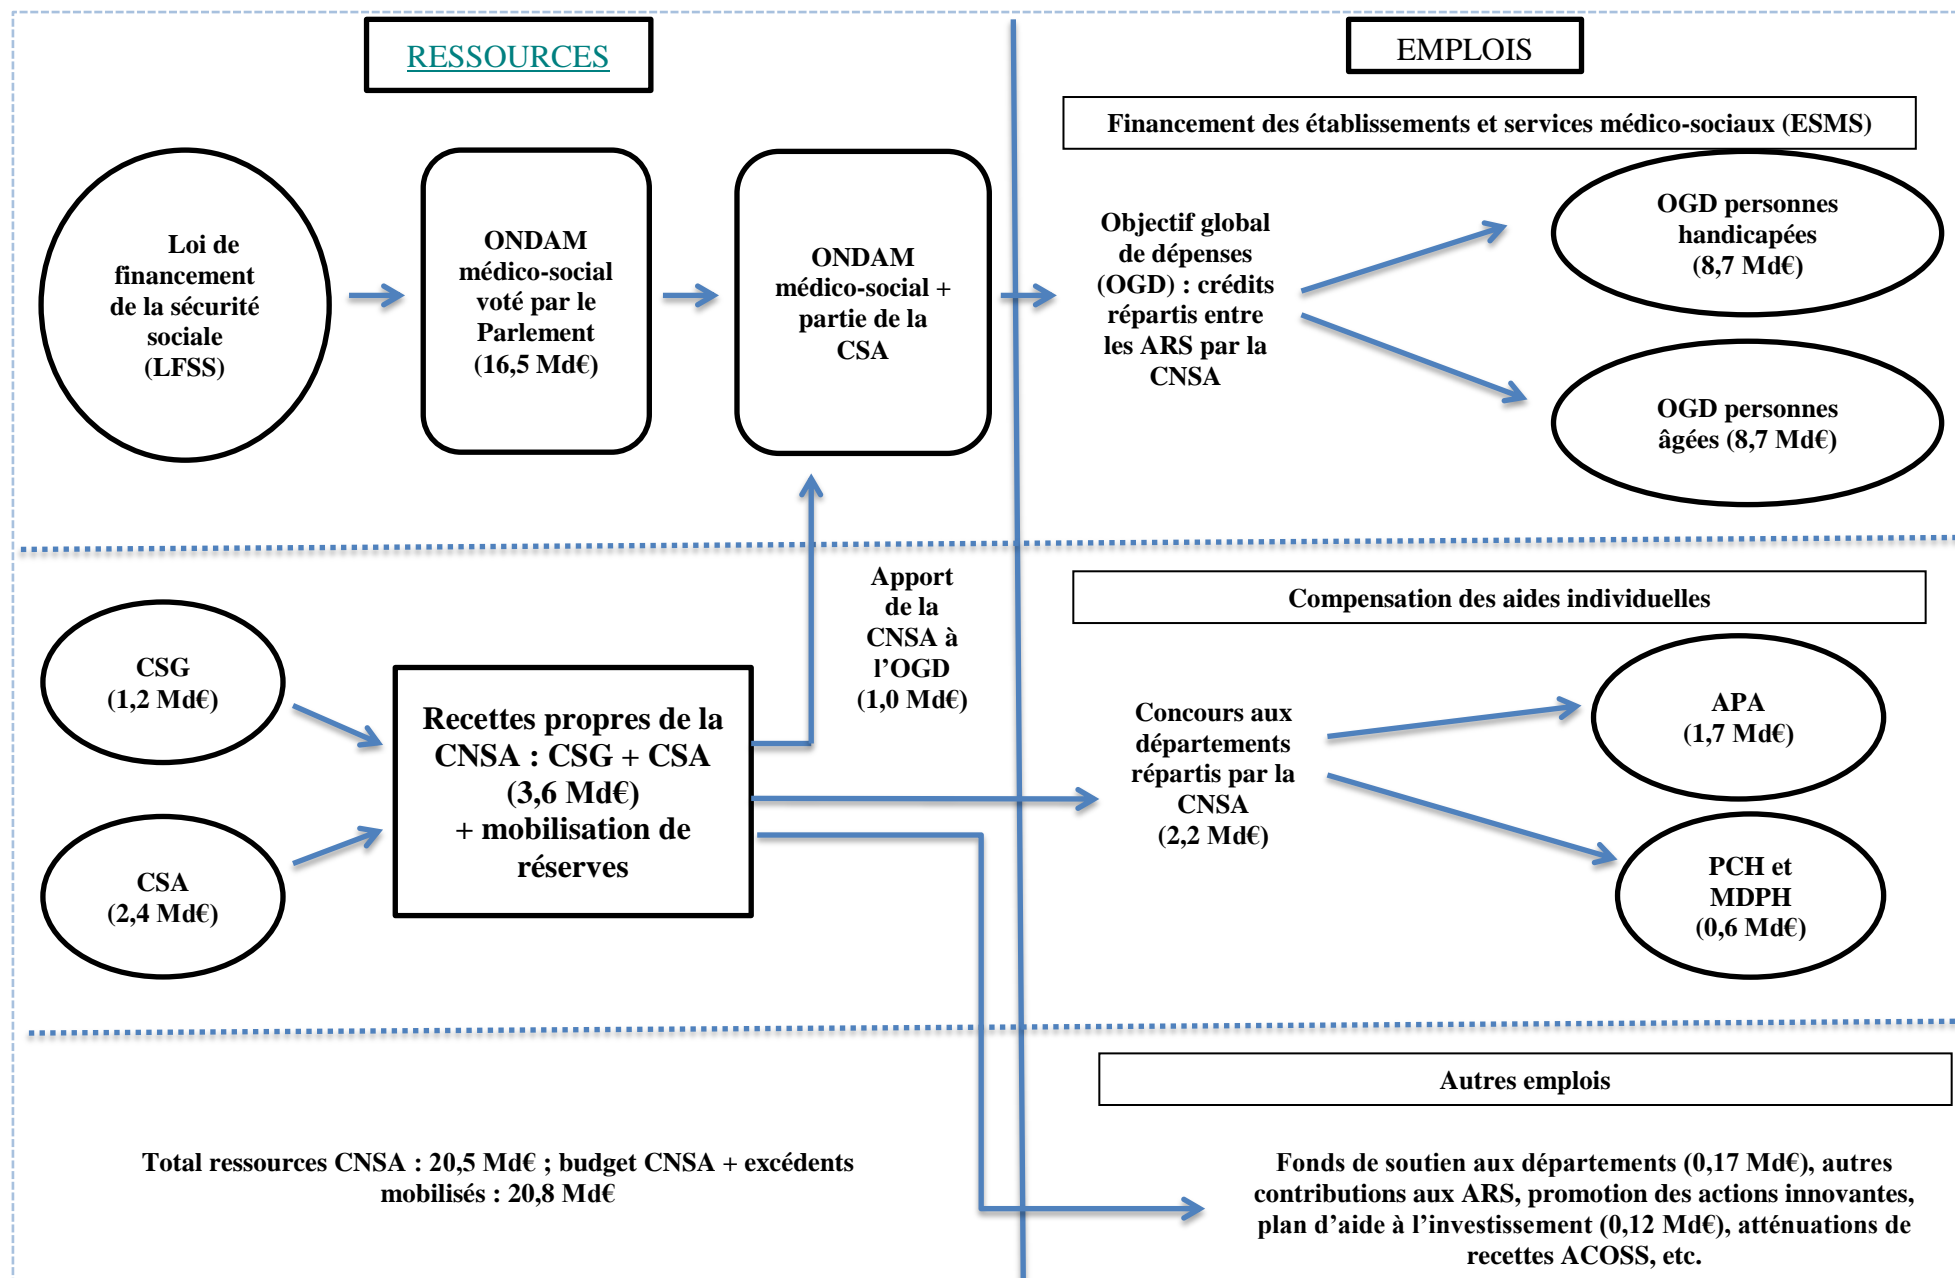 RESSOURCES
EMPLOIS
Financement des établissements et services médico-sociaux (ESMS)
Loi de
financement
de la sécurité
sociale
(LFSS)
ONDAM
médico-social
voté par le
Parlement
(16,5 Md€)
ONDAM
médico-social +
partie de la
CSA
Objectif global
de dépenses
(OGD) : crédits
répartis entre
les ARS par la
CNSA
OGD personnes
handicapées
(8,7 Md€)
OGD personnes
âgées (8,7 Md€)
CSG
(1,2 Md€)
CSA
(2,4 Md€)
Recettes propres de la
CNSA : CSG + CSA
(3,6 Md€)
+ mobilisation de
réserves
Apport
de la
CNSA à
l’OGD
(1,0 Md€)
Compensation des aides individuelles
Concours aux
départements
répartis par la
CNSA
(2,2 Md€)
APA
(1,7 Md€)
PCH et
MDPH
(0,6 Md€)
Autres emplois
Total ressources CNSA : 20,5 Md€ ; budget CNSA + excédents
mobilisés : 20,8 Md€
Fonds de soutien aux départements (0,17 Md€), autres
contributions aux ARS, promotion des actions innovantes,
plan d’aide à l’investissement (0,12 Md€), atténuations de
recettes ACOSS, etc.